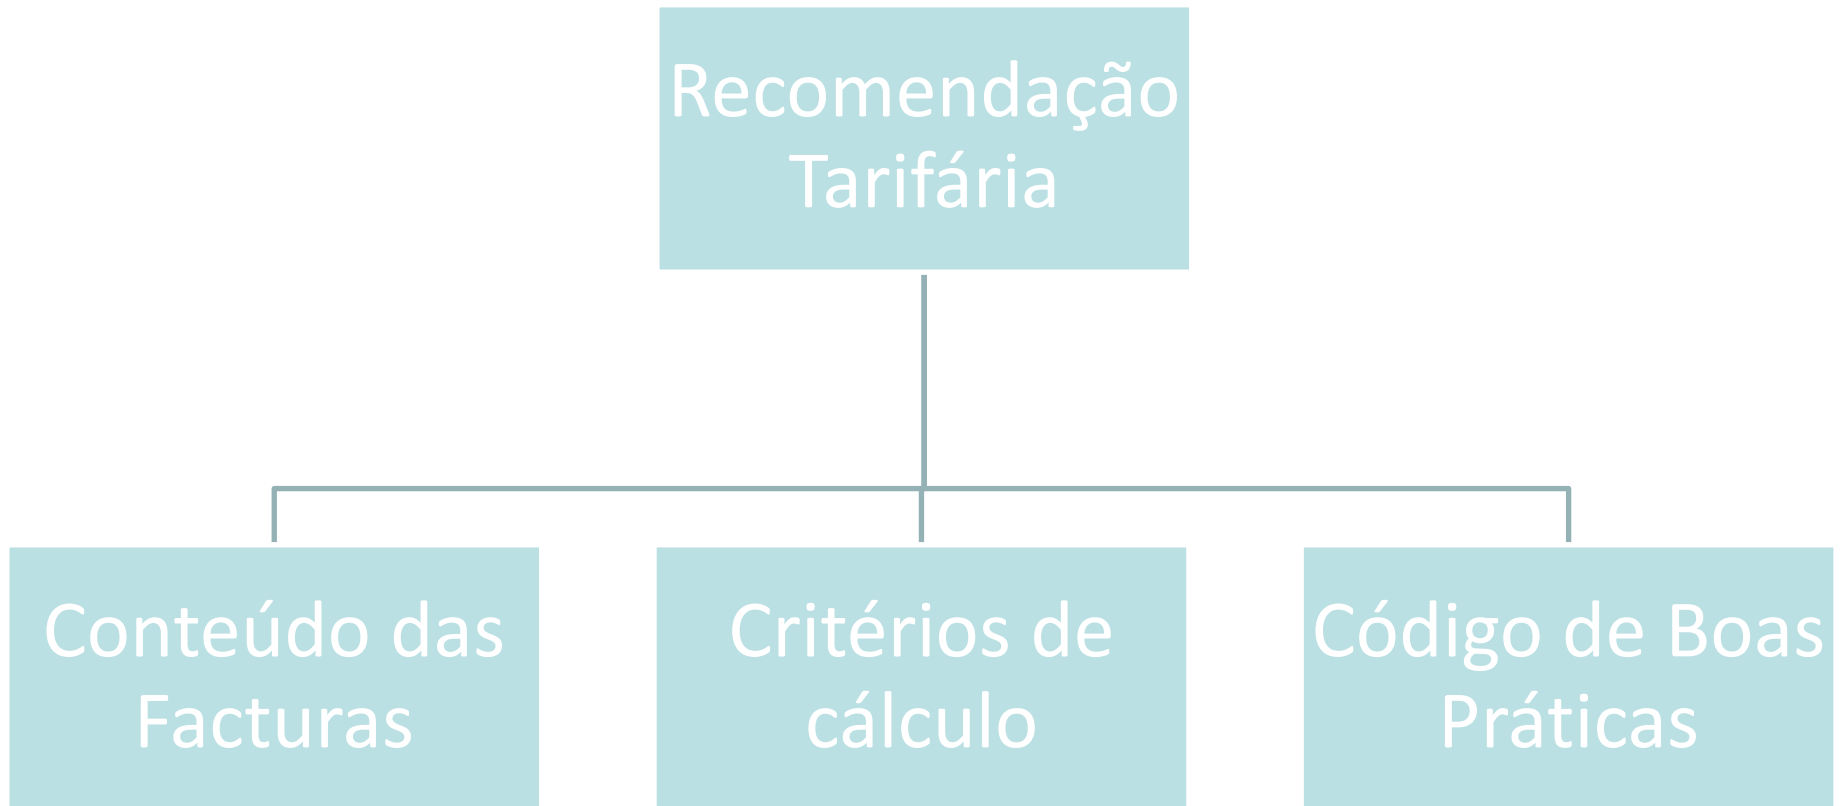 Recomendação
Tarifária
Conteúdo das
Facturas
Critérios de
cálculo
Código de Boas
Práticas